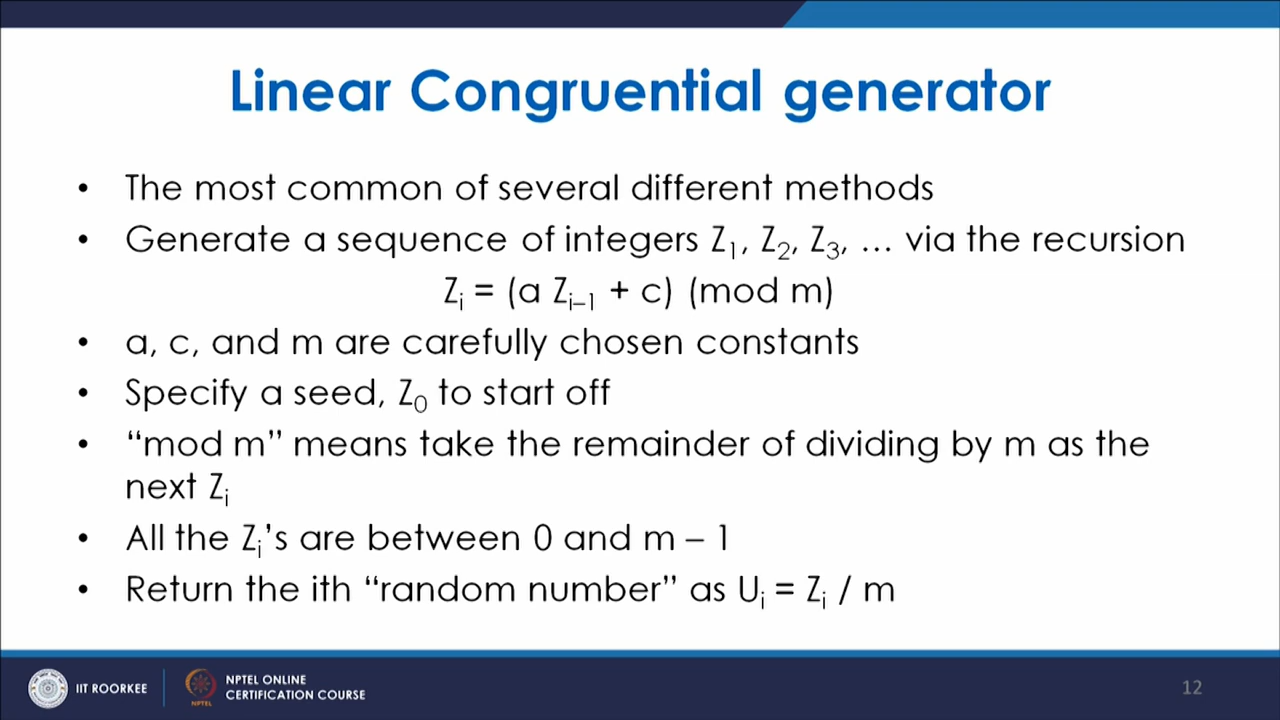 Linear Congruential generator
• The most common of several different methods
• Generate a sequence of integers Z₁, Z₂, Z₃, … via the recursion
Zᵢ = (a Zᵢ₋₁ + c) (mod m)
• a, c, and m are carefully chosen constants
• Specify a seed, Z₀ to start off
• “mod m” means take the remainder of dividing by m as the
next Zᵢ
• All the Zᵢ’s are between 0 and m – 1
• Return the ith “random number” as Uᵢ = Zᵢ / m
IIT ROORKEE
NPTEL
NPTEL ONLINE
CERTIFICATION COURSE
12